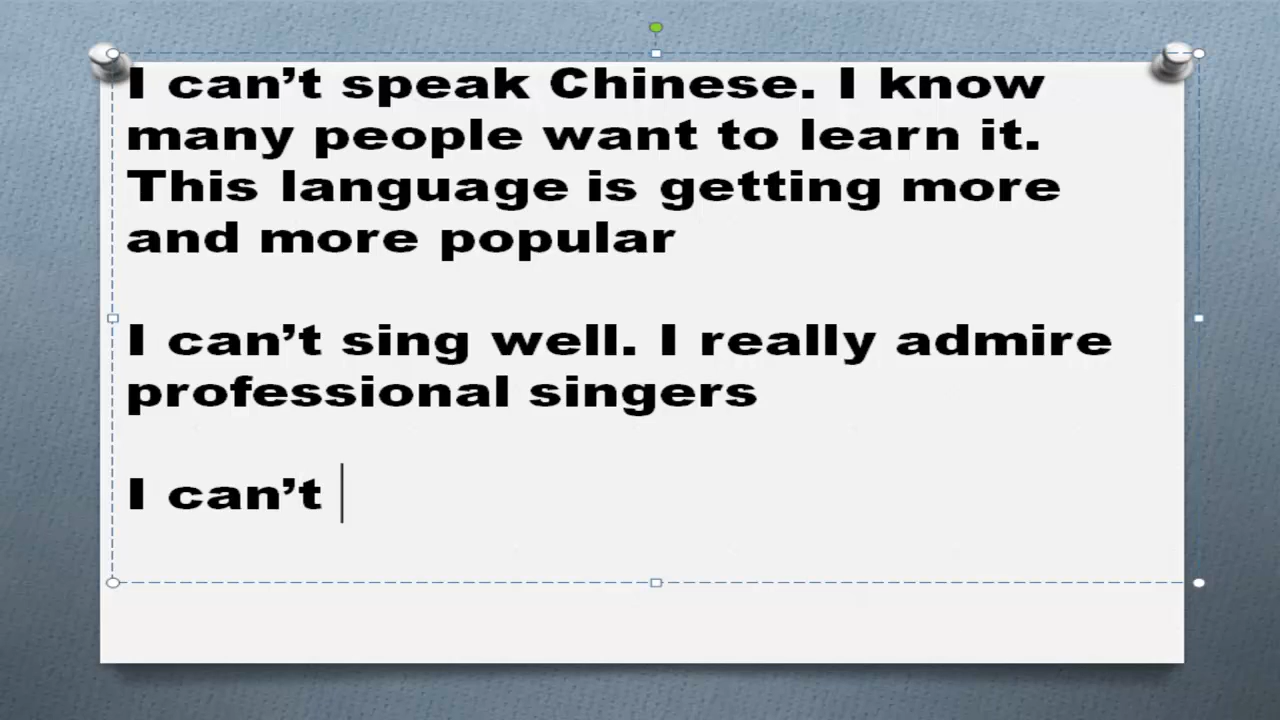 I can’t speak Chinese. I know
many people want to learn it.
This language is getting more
and more popular
I can’t sing well. I really admire
professional singers
I can’t